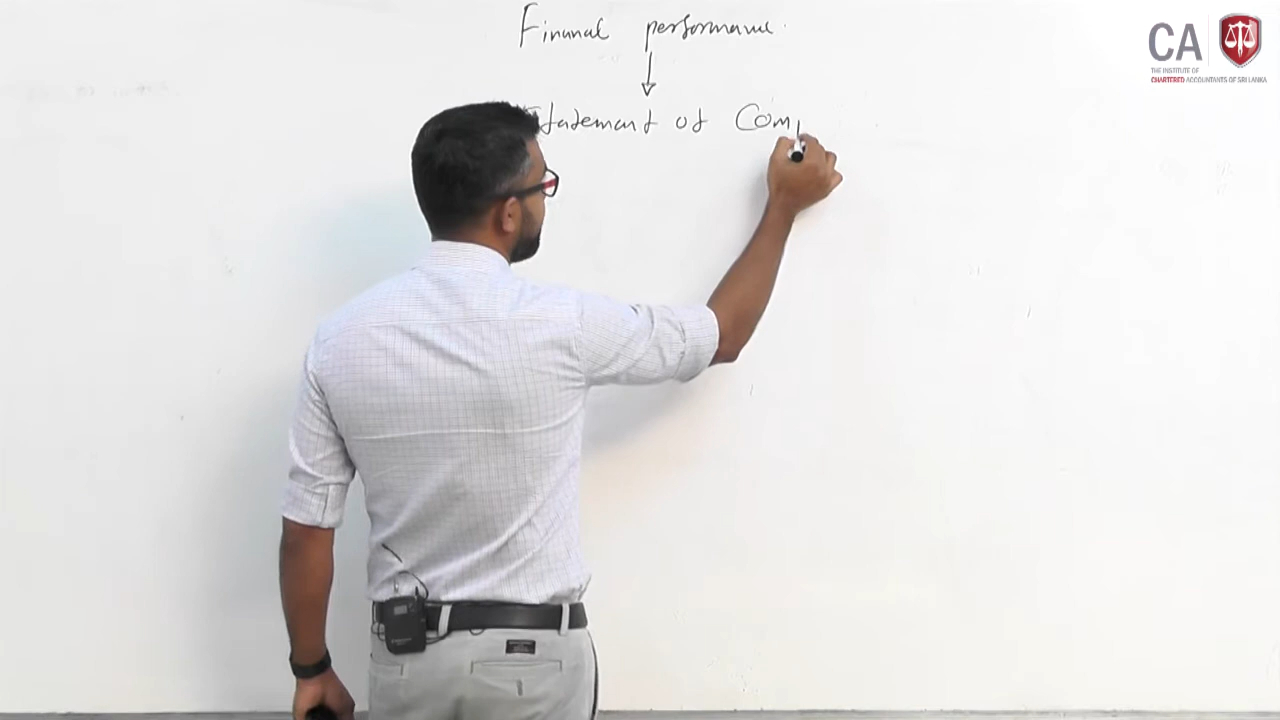 Financial performance
Statement of Com
CA
THE INSTITUTE OF
CHARTERED ACCOUNTANTS OF SRI LANKA